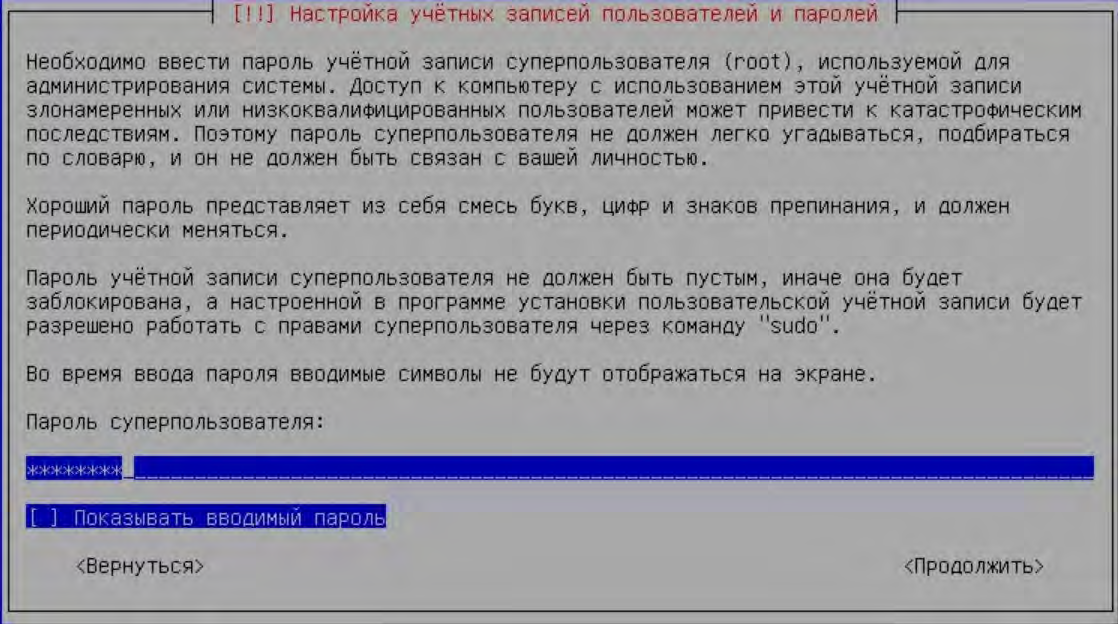 [!!] Настройка учётных записей пользователей и паролей
Необходимо ввести пароль учётной записи суперпользователя (root), используемой для
администрирования системы. Доступ к компьютеру с использованием этой учётной записи
злонамеренных или низкоквалифицированных пользователей может привести к катастрофическим
последствиям. Поэтому пароль суперпользователя не должен легко угадываться, подбираться
по словарю, и он не должен быть связан с вашей личностью.
Хороший пароль представляет из себя смесь букв, цифр и знаков препинания, и должен
периодически меняться.
Пароль учётной записи суперпользователя не должен быть пустым, иначе она будет
заблокирована, а настроенной в программе установки пользовательской учётной записи будет
разрешено работать с правами суперпользователя через команду "sudo".
Во время ввода пароля вводимые символы не будут отображаться на экране.
Пароль суперпользователя:
********
[ ] Показывать вводимый пароль
<Вернуться> <Продолжить>